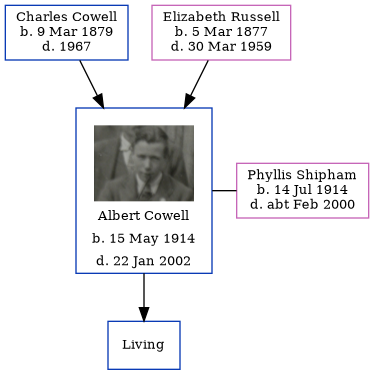 Charles Cowell
b. 9 Mar 1879
d. 1967
Elizabeth Russell
b. 5 Mar 1877
d. 30 Mar 1959
Albert Cowell
b. 15 May 1914
d. 22 Jan 2002
Phyllis Shipham
b. 14 Jul 1914
d. abt Feb 2000
Living